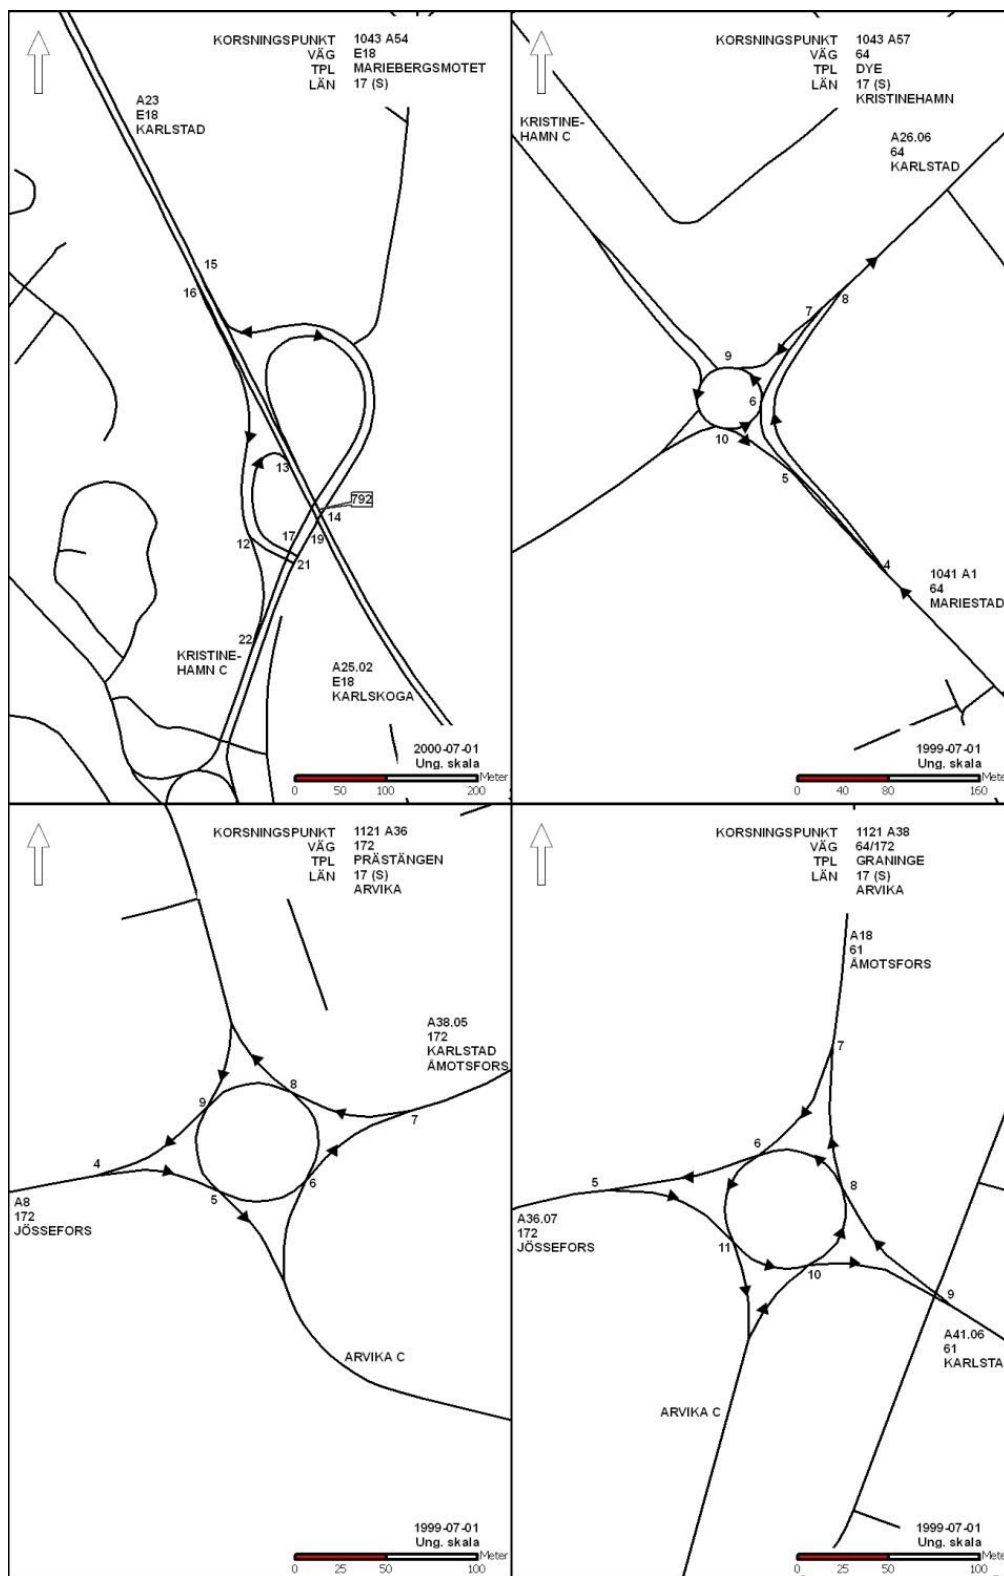 KORSNINGSPUNKT 1043 A54
VÄG E18
TPL MARIEBERGSMOTET
LÄN 17 (S)
A23
E18
KARLSTAD
15
16
13
792
14
17
19
12
21
22
KRISTINE-
HAMN C
A25.02
E18
KARLSKOGA
2000-07-01
Ung. skala
Meter
0 50 100 200
KORSNINGSPUNKT 1043 A57
VÄG 64
TPL DYE
LÄN 17 (S)
KRISTINEHAMN
KRISTINE-
HAMN C
A26.06
64
KARLSTAD
8
7
9
6
10
5
4
1041 A1
64
MARIESTAD
1999-07-01
Ung. skala
Meter
0 40 80 160
KORSNINGSPUNKT 1121 A36
VÄG 172
TPL PRÄSTÄNGEN
LÄN 17 (S)
ARVIKA
A38.05
172
KARLSTAD
ÅMOTSFORS
8
9
7
4
5
6
A8
172
JÖSSEFORS
ARVIKA C
1999-07-01
Ung. skala
Meter
0 25 50 100
KORSNINGSPUNKT 1121 A38
VÄG 64/172
TPL GRANINGE
LÄN 17 (S)
ARVIKA
A18
61
ÅMOTSFORS
7
6
5
8
A36.07
172
JÖSSEFORS
11
10
9
A41.06
61
KARLSTA
ARVIKA C
1999-07-01
Ung. skala
Meter
0 25 50 100